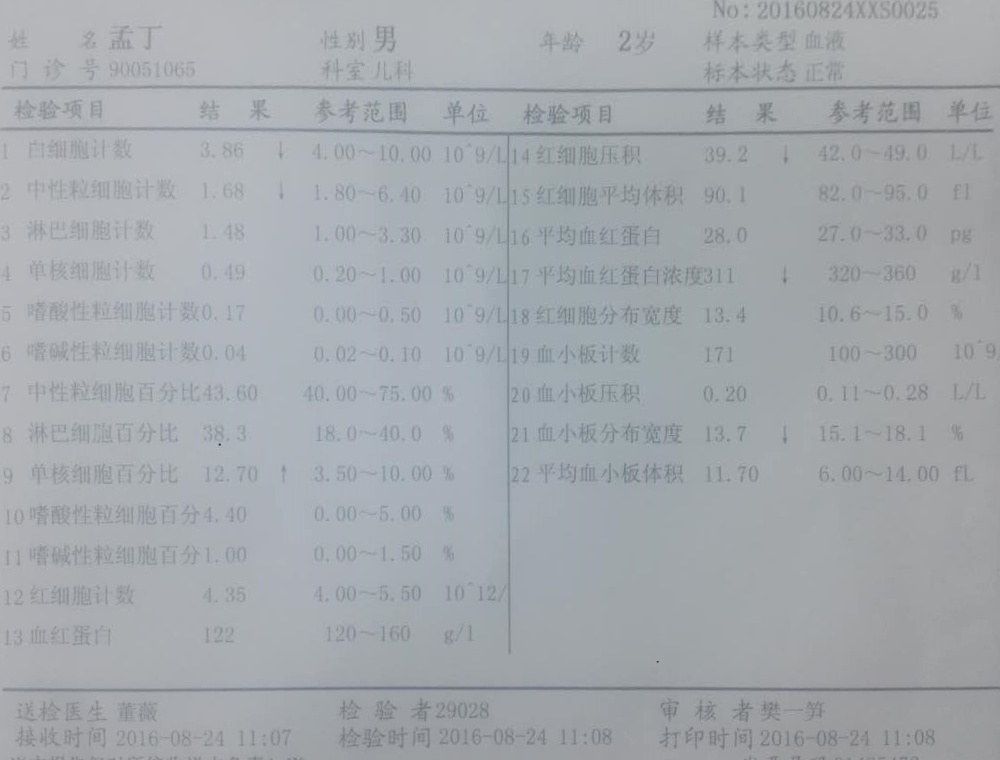 No: 20160824XXS0025
姓 名 孟丁 性别 男 年龄 2岁 样本类型 血液
门 诊 号 90051065 科室 儿科 标本状态 正常
检验项目 结 果 参考范围 单位 检验项目 结 果 参考范围 单位
1 白细胞计数 3.86 ↓ 4.00~10.00 10^9/L 14 红细胞压积 39.2 ↓ 42.0~49.0 L/L
2 中性粒细胞计数 1.68 ↓ 1.80~6.40 10^9/L 15 红细胞平均体积 90.1 82.0~95.0 fl
3 淋巴细胞计数 1.48 1.00~3.30 10^9/L 16 平均血红蛋白 28.0 27.0~33.0 pg
4 单核细胞计数 0.49 0.20~1.00 10^9/L 17 平均血红蛋白浓度 311 ↓ 320~360 g/l
5 嗜酸性粒细胞计数 0.17 0.00~0.50 10^9/L 18 红细胞分布宽度 13.4 10.6~15.0 %
6 嗜碱性粒细胞计数 0.04 0.02~0.10 10^9/L 19 血小板计数 171 100~300 10^9
7 中性粒细胞百分比 43.60 40.00~75.00 % 20 血小板压积 0.20 0.11~0.28 L/L
8 淋巴细胞百分比 38.3 18.0~40.0 % 21 血小板分布宽度 13.7 ↓ 15.1~18.1 %
9 单核细胞百分比 12.70 ↑ 3.50~10.00 % 22 平均血小板体积 11.70 6.00~14.00 fL
10 嗜酸性粒细胞百分 4.40 0.00~5.00 %
11 嗜碱性粒细胞百分 1.00 0.00~1.50 %
12 红细胞计数 4.35 4.00~5.50 10^12/
13 血红蛋白 122 120~160 g/l
送检医生 董薇 检 验 者 29028 审 核 者 樊一笋
接收时间 2016-08-24 11:07 检验时间 2016-08-24 11:08 打印时间 2016-08-24 11:08